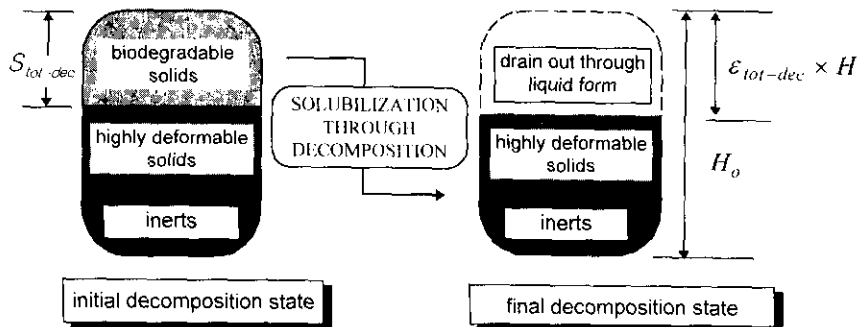 S_tot-dec
biodegradable
solids
highly deformable
solids
inerts
initial decomposition state
SOLUBILIZATION
THROUGH
DECOMPOSITION
drain out through
liquid form
highly deformable
solids
inerts
final decomposition state
ε_tot-dec × H
H_o